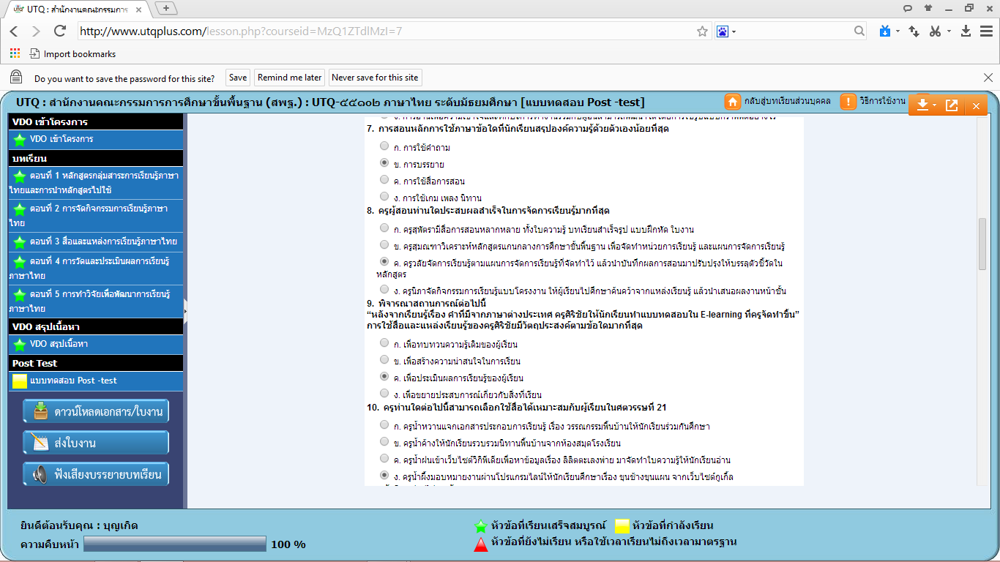 UTQ : สำนักงานคณะกรรมการ
http://www.utqplus.com/lesson.php?courseid=MzQ1ZTdlMzI=7
Import bookmarks
Do you want to save the password for this site?
Save
Remind me later
Never save for this site
UTQ : สำนักงานคณะกรรมการการศึกษาขั้นพื้นฐาน (สพฐ.) : UTQ-๕๕๑๐๒ ภาษาไทย ระดับมัธยมศึกษา [แบบทดสอบ Post -test]
กลับสู่บทเรียนส่วนบุคคล
วิธีการใช้งาน
VDO เข้าโครงการ
VDO เข้าโครงการ
บทเรียน
ตอนที่ 1 หลักสูตรกลุ่มสาระการเรียนรู้ภาษา
ไทยและการนำหลักสูตรไปใช้
ตอนที่ 2 การจัดกิจกรรมการเรียนรู้ภาษา
ไทย
ตอนที่ 3 สื่อและแหล่งการเรียนรู้ภาษาไทย
ตอนที่ 4 การวัดและประเมินผลการเรียนรู้
ภาษาไทย
ตอนที่ 5 การทำวิจัยเพื่อพัฒนาการเรียนรู้
ภาษาไทย
VDO สรุปเนื้อหา
VDO สรุปเนื้อหา
Post Test
แบบทดสอบ Post -test
ดาวน์โหลดเอกสาร/ใบงาน
ส่งใบงาน
ฟังเสียงบรรยายบทเรียน
7. การสอนหลักการใช้ภาษาข้อใดที่นักเรียนสรุปองค์ความรู้ด้วยตัวเองน้อยที่สุด
ก. การใช้คำถาม
ข. การบรรยาย
ค. การใช้สื่อการสอน
ง. การใช้เกม เพลง นิทาน
8. ครูผู้สอนท่านใดประสบผลสำเร็จในการจัดการเรียนรู้มากที่สุด
ก. ครูสุพัตรามีสื่อการสอนหลากหลาย ทั้งใบความรู้ บทเรียนสำเร็จรูป แบบฝึกหัด ใบงาน
ข. ครูสุมณฑาวิเคราะห์หลักสูตรแกนกลางการศึกษาขั้นพื้นฐาน เพื่อจัดทำหน่วยการเรียนรู้ และแผนการจัดการเรียนรู้
ค. ครูวลัยจัดการเรียนรู้ตามแผนการจัดการเรียนรู้ที่จัดทำไว้ แล้วนำบันทึกผลการสอนมาปรับปรุงให้บรรลุตัวชี้วัดใน
หลักสูตร
ง. ครูนิภาจัดกิจกรรมการเรียนรู้แบบโครงงาน ให้ผู้เรียนไปศึกษาค้นคว้าจากแหล่งเรียนรู้ แล้วนำเสนอผลงานหน้าชั้น
9. พิจารณาสถานการณ์ต่อไปนี้
“หลังจากเรียนรู้เรื่อง คำที่มีจากภาษาต่างประเทศ ครูศิริชัยให้นักเรียนทำแบบทดสอบใน E-learning ที่ครูจัดทำขึ้น”
การใช้สื่อและแหล่งเรียนรู้ของครูศิริชัยมีวัตถุประสงค์ตามข้อใดมากที่สุด
ก. เพื่อทบทวนความรู้เดิมของผู้เรียน
ข. เพื่อสร้างความน่าสนใจในการเรียน
ค. เพื่อประเมินผลการเรียนรู้ของผู้เรียน
ง. เพื่อขยายประสบการณ์เกี่ยวกับสิ่งที่เรียน
10. ครูท่านใดต่อไปนี้สามารถเลือกใช้สื่อได้เหมาะสมกับผู้เรียนในศตวรรษที่ 21
ก. ครูน้ำหวานแจกเอกสารประกอบการเรียนรู้ เรื่อง วรรณกรรมพื้นบ้านให้นักเรียนร่วมกันศึกษา
ข. ครูน้ำค้างให้นักเรียนรวบรวมนิทานพื้นบ้านจากห้องสมุดโรงเรียน
ค. ครูน้ำฝนเข้าเว็บไซต์วิกิพีเดียเพื่อหาข้อมูลเรื่อง ลิลิตตะเลงพ่าย มาจัดทำใบความรู้ให้นักเรียนอ่าน
ง. ครูน้ำผึ้งมอบหมายงานผ่านโปรแกรมไลน์ให้นักเรียนศึกษาเรื่อง ขุนช้างขุนแผน จากเว็บไซต์กูเกิ้ล
ยินดีต้อนรับคุณ : บุญเกิด
ความคืบหน้า 100 %
หัวข้อที่เรียนเสร็จสมบูรณ์
หัวข้อที่กำลังเรียน
หัวข้อที่ยังไม่เรียน หรือใช้เวลาเรียนไม่ถึงเวลามาตรฐาน